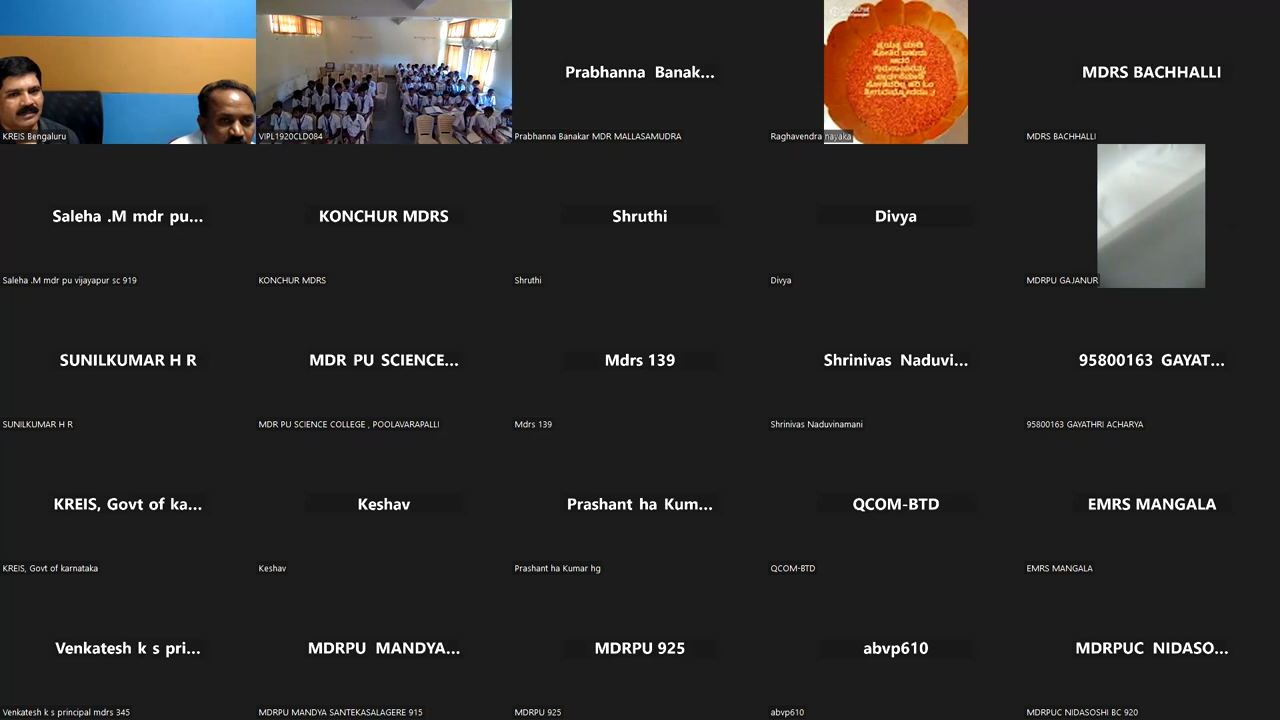 KREIS Bengaluru
VIPL1920CLD084
Prabhanna Banak...
Prabhanna Banakar MDR MALLASAMUDRA
Raghavendra nayaka
MDRS BACHHALLI
MDRS BACHHALLI
Saleha .M mdr pu...
Saleha .M mdr pu vijayapur sc 919
KONCHUR MDRS
KONCHUR MDRS
Shruthi
Shruthi
Divya
Divya
MDRPU GAJANUR
SUNILKUMAR H R
SUNILKUMAR H R
MDR PU SCIENCE...
MDR PU SCIENCE COLLEGE , POOLAVARAPALLI
Mdrs 139
Mdrs 139
Shrinivas Naduvi...
Shrinivas Naduvinamani
95800163 GAYAT...
95800163 GAYATHRI ACHARYA
KREIS, Govt of ka...
KREIS, Govt of karnataka
Keshav
Keshav
Prashant ha Kum...
Prashant ha Kumar hg
QCOM-BTD
QCOM-BTD
EMRS MANGALA
EMRS MANGALA
Venkatesh k s pri...
Venkatesh k s principal mdrs 345
MDRPU MANDYA...
MDRPU MANDYA SANTEKASALAGERE 915
MDRPU 925
MDRPU 925
abvp610
abvp610
MDRPUC NIDASO...
MDRPUC NIDASOSHI BC 920